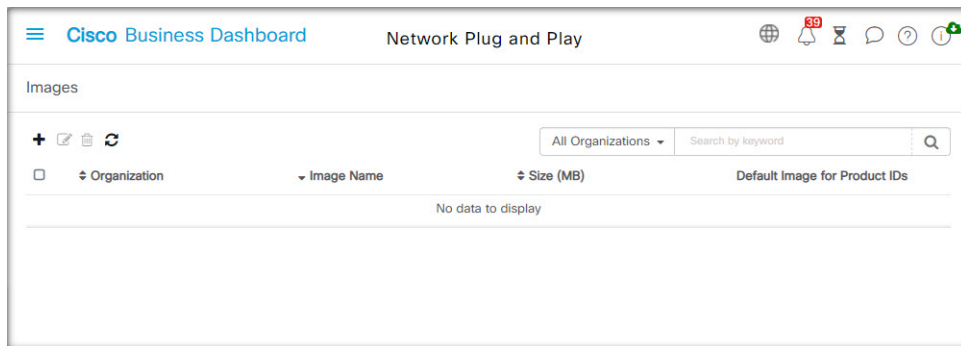 Cisco Business Dashboard Network Plug and Play 39
Images
All Organizations Search by keyword
Organization Image Name Size (MB) Default Image for Product IDs
No data to display